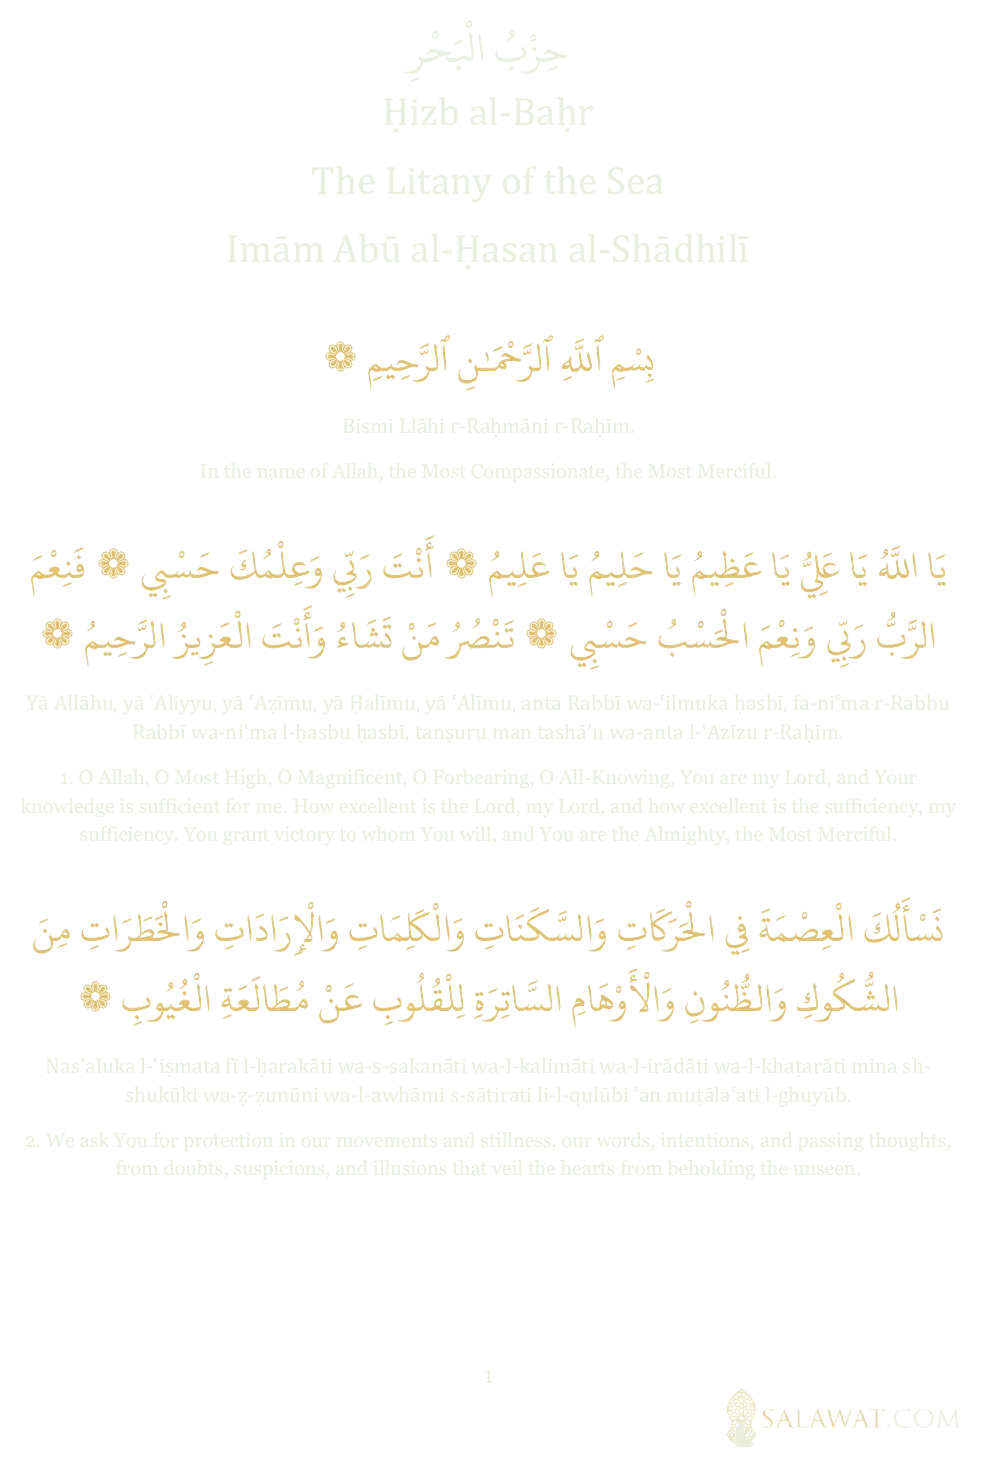 حِزْبُ الْبَحْرِ
Ḥizb al-Baḥr
The Litany of the Sea
Imām Abū al-Ḥasan al-Shādhilī
بِسْمِ ٱللَّهِ ٱلرَّحْمَـٰنِ ٱلرَّحِيمِ ❁
Bismi Llāhi r-Raḥmāni r-Raḥīm.
In the name of Allah, the Most Compassionate, the Most Merciful.
يَا اللَّهُ يَا عَلِيُّ يَا عَظِيمُ يَا حَلِيمُ يَا عَلِيمُ ❁ أَنْتَ رَبِّي وَعِلْمُكَ حَسْبِي ❁ فَنِعْمَ
الرَّبُّ رَبِّي وَنِعْمَ الْحَسْبُ حَسْبِي ❁ تَنْصُرُ مَنْ تَشَاءُ وَأَنْتَ الْعَزِيزُ الرَّحِيمُ ❁
Yā Allāhu, yā ʿAliyyu, yā ʿAẓīmu, yā Ḥalīmu, yā ʿAlīmu, anta Rabbī wa-ʿilmuka ḥasbī, fa-niʿma r-Rabbu
Rabbī wa-niʿma l-ḥasbu ḥasbī, tanṣuru man tashā'u wa-anta l-ʿAzīzu r-Raḥīm.
1. O Allah, O Most High, O Magnificent, O Forbearing, O All-Knowing, You are my Lord, and Your
knowledge is sufficient for me. How excellent is the Lord, my Lord, and how excellent is the sufficiency, my
sufficiency. You grant victory to whom You will, and You are the Almighty, the Most Merciful.
نَسْأَلُكَ الْعِصْمَةَ فِي الْحَرَكَاتِ وَالسَّكَنَاتِ وَالْكَلِمَاتِ وَالْإِرَادَاتِ وَالْخَطَرَاتِ مِنَ
الشُّكُوكِ وَالظُّنُونِ وَالْأَوْهَامِ السَّاتِرَةِ لِلْقُلُوبِ عَنْ مُطَالَعَةِ الْغُيُوبِ ❁
Nas'aluka l-ʿiṣmata fī l-ḥarakāti wa-s-sakanāti wa-l-kalimāti wa-l-irādāti wa-l-khaṭarāti mina sh-
shukūki wa-ẓ-ẓunūni wa-l-awhāmi s-sātirati li-l-qulūbi ʿan muṭālaʿati l-ghuyūb.
2. We ask You for protection in our movements and stillness, our words, intentions, and passing thoughts,
from doubts, suspicions, and illusions that veil the hearts from beholding the unseen.
1
SALAWAT.COM